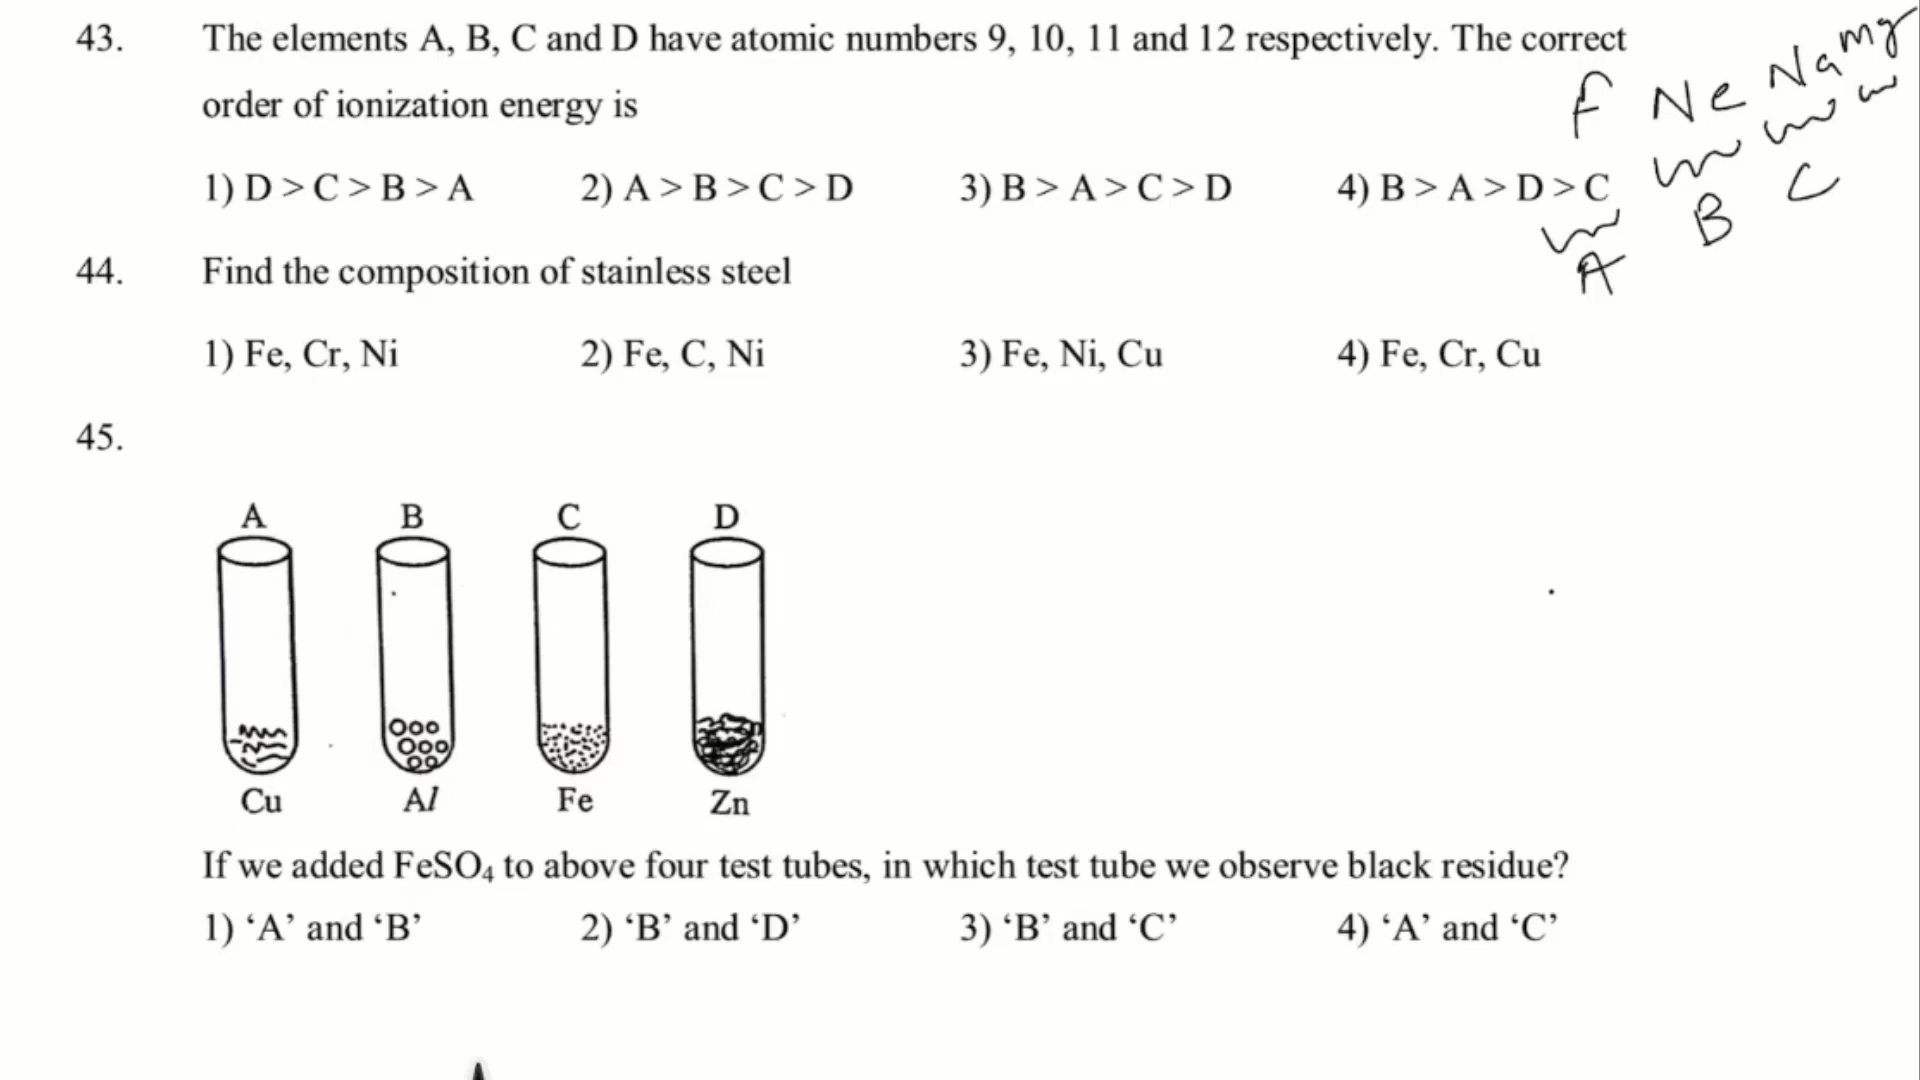 43. The elements A, B, C and D have atomic numbers 9, 10, 11 and 12 respectively. The correct
order of ionization energy is
F Ne Na Mg
1) D > C > B > A 2) A > B > C > D 3) B > A > C > D 4) B > A > D > C
A B C
44. Find the composition of stainless steel
1) Fe, Cr, Ni 2) Fe, C, Ni 3) Fe, Ni, Cu 4) Fe, Cr, Cu
45.
A B C D
Cu Al Fe Zn
If we added FeSO₄ to above four test tubes, in which test tube we observe black residue?
1) ‘A’ and ‘B’ 2) ‘B’ and ‘D’ 3) ‘B’ and ‘C’ 4) ‘A’ and ‘C’